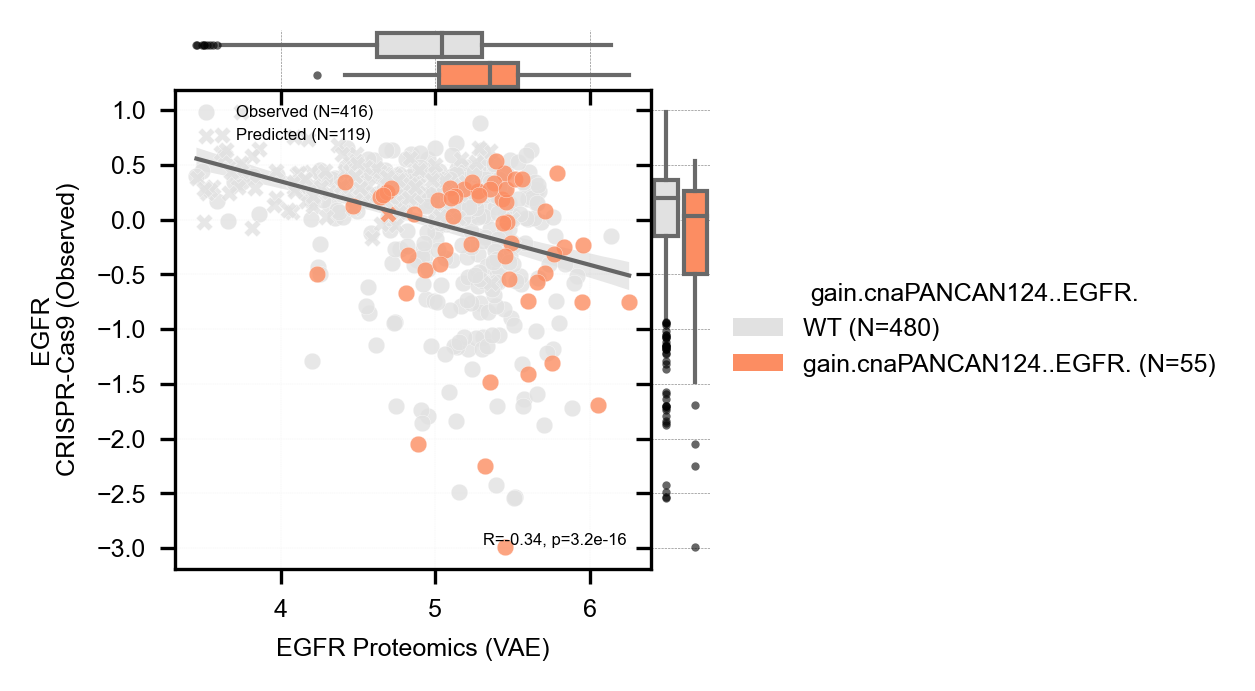 Observed (N=416)
Predicted (N=119)
1.0
0.5
0.0
−0.5
−1.0
−1.5
−2.0
−2.5
−3.0
EGFR
CRISPR-Cas9 (Observed)
R=-0.34, p=3.2e-16
4
5
6
EGFR Proteomics (VAE)
gain.cnaPANCAN124..EGFR.
WT (N=480)
gain.cnaPANCAN124..EGFR. (N=55)